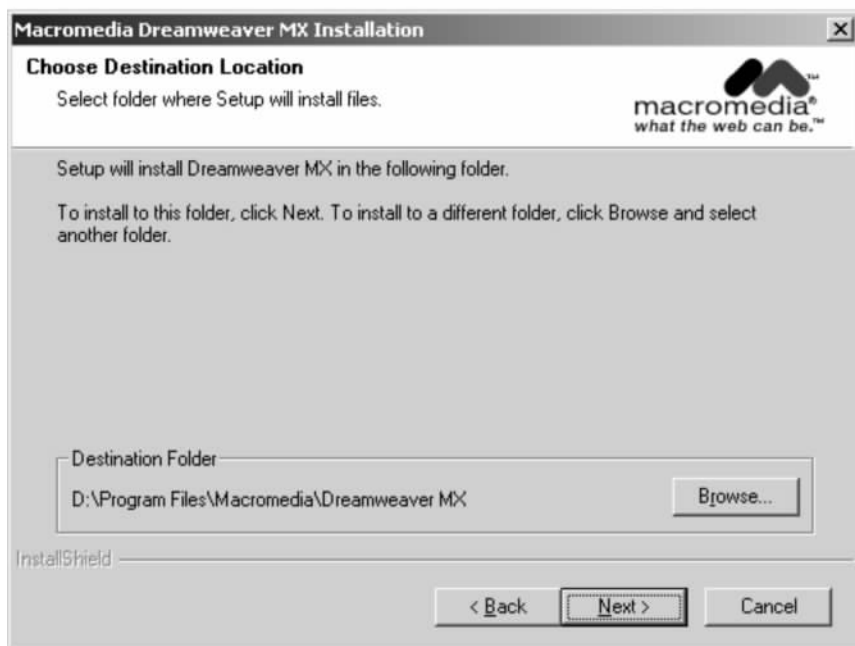 Macromedia Dreamweaver MX Installation
Choose Destination Location
Select folder where Setup will install files.
macromedia®
what the web can be.™
Setup will install Dreamweaver MX in the following folder.
To install to this folder, click Next. To install to a different folder, click Browse and select
another folder.
Destination Folder
D:\Program Files\Macromedia\Dreamweaver MX
Browse...
InstallShield
< Back
Next >
Cancel